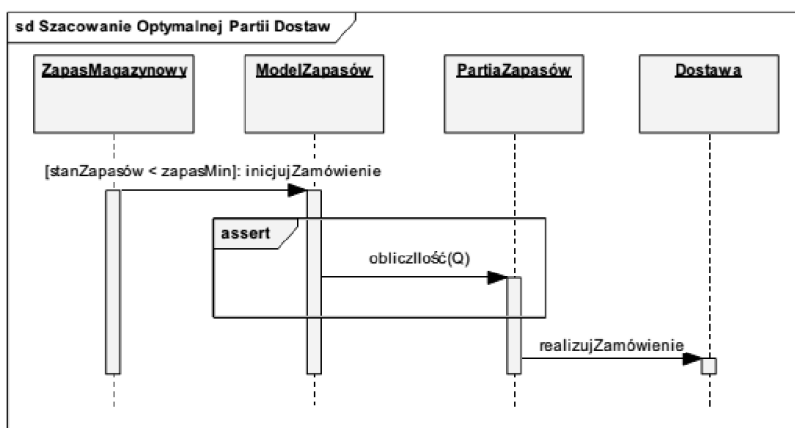 sd Szacowanie Optymalnej Partii Dostaw
ZapasMagazynowy
ModelZapasów
PartiaZapasów
Dostawa
[stanZapasów < zapasMin]: inicjujZamówienie
assert
obliczIlość(Q)
realizujZamówienie